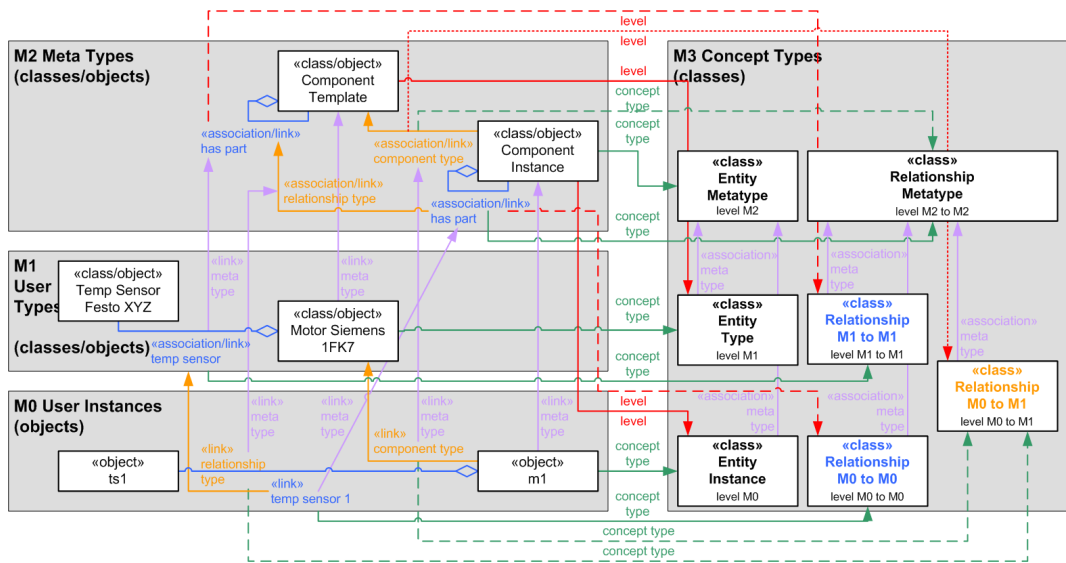 level
level
M2 Meta Types
(classes/objects)
«class/object»
Component
Template
level
concept
type
concept
type
«association/link»
has part
«association/link»
component type
«class/object»
Component
Instance
«association/link»
relationship type
«association/link»
has part
concept
type
concept
type
M3 Concept Types
(classes)
«class»
Entity
Metatype
level M2
«class»
Relationship
Metatype
level M2 to M2
M1
User
Types
(classes/objects)
«class/object»
Temp Sensor
Festo XYZ
«link»
meta
type
«link»
meta
type
«class/object»
Motor Siemens
1FK7
«link»
meta
type
«association/link»
temp sensor
concept
type
concept
type
«association»
meta
type
«association»
meta
type
«class»
Entity
Type
level M1
«class»
Relationship
M1 to M1
level M1 to M1
«association»
meta
type
«class»
Relationship
M0 to M1
level M0 to M1
M0 User Instances
(objects)
«link»
meta
type
«link»
meta
type
«link»
meta
type
level
level
«association»
meta
type
«association»
meta
type
«object»
ts1
«link»
relationship
type
«link»
component type
«link»
temp sensor 1
«object»
m1
concept
type
concept
type
«class»
Entity
Instance
level M0
«class»
Relationship
M0 to M0
level M0 to M0
concept type
concept type